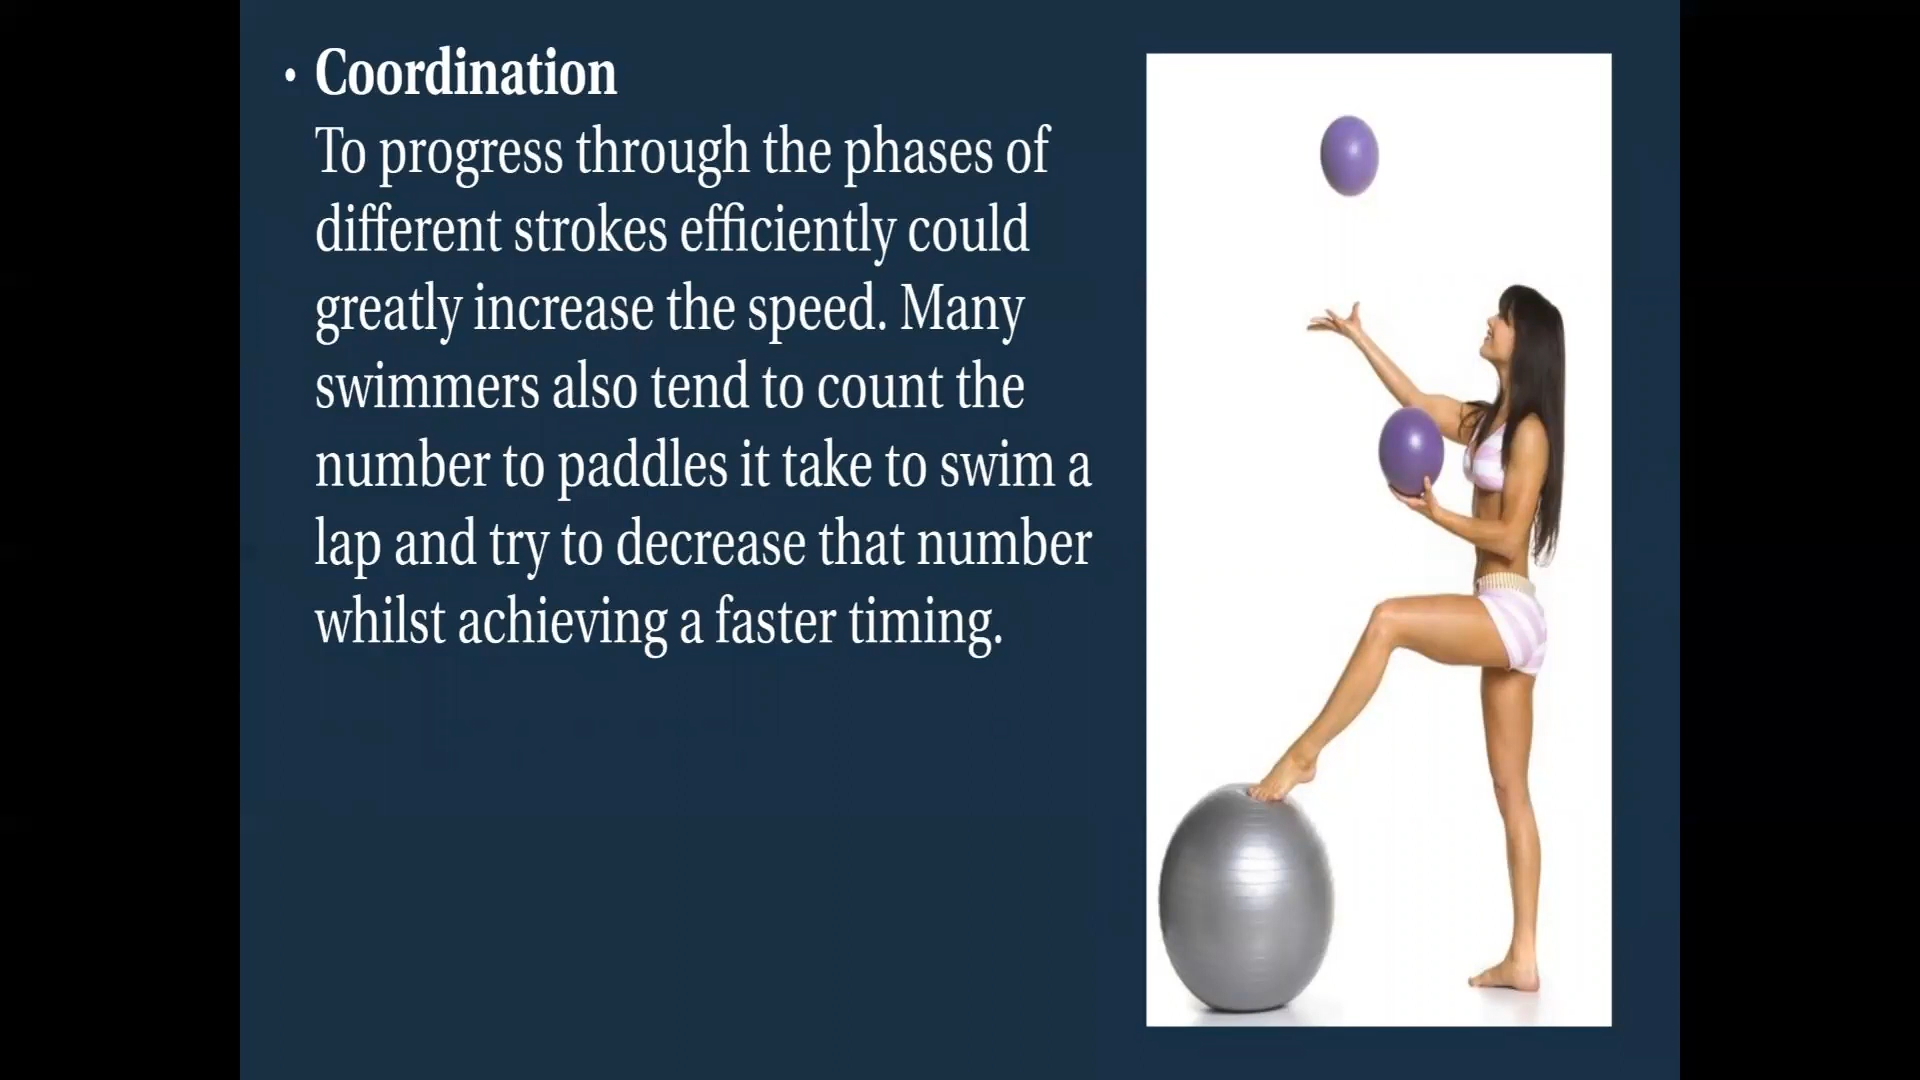 • Coordination
To progress through the phases of
different strokes efficiently could
greatly increase the speed. Many
swimmers also tend to count the
number to paddles it take to swim a
lap and try to decrease that number
whilst achieving a faster timing.